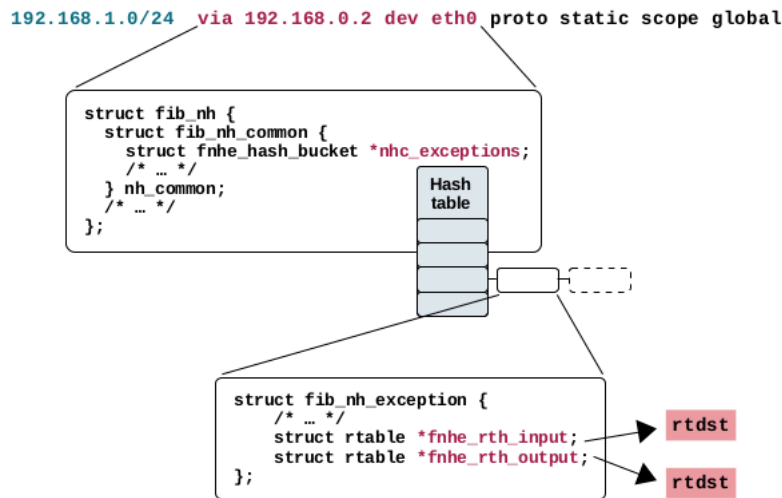 192.168.1.0/24 via 192.168.0.2 dev eth0 proto static scope global
struct fib_nh {
struct fib_nh_common {
struct fnhe_hash_bucket *nhc_exceptions;
/* … */
} nh_common;
/* … */
};
Hash
table
struct fib_nh_exception {
/* … */
struct rtable *fnhe_rth_input;
struct rtable *fnhe_rth_output;
};
rtdst
rtdst